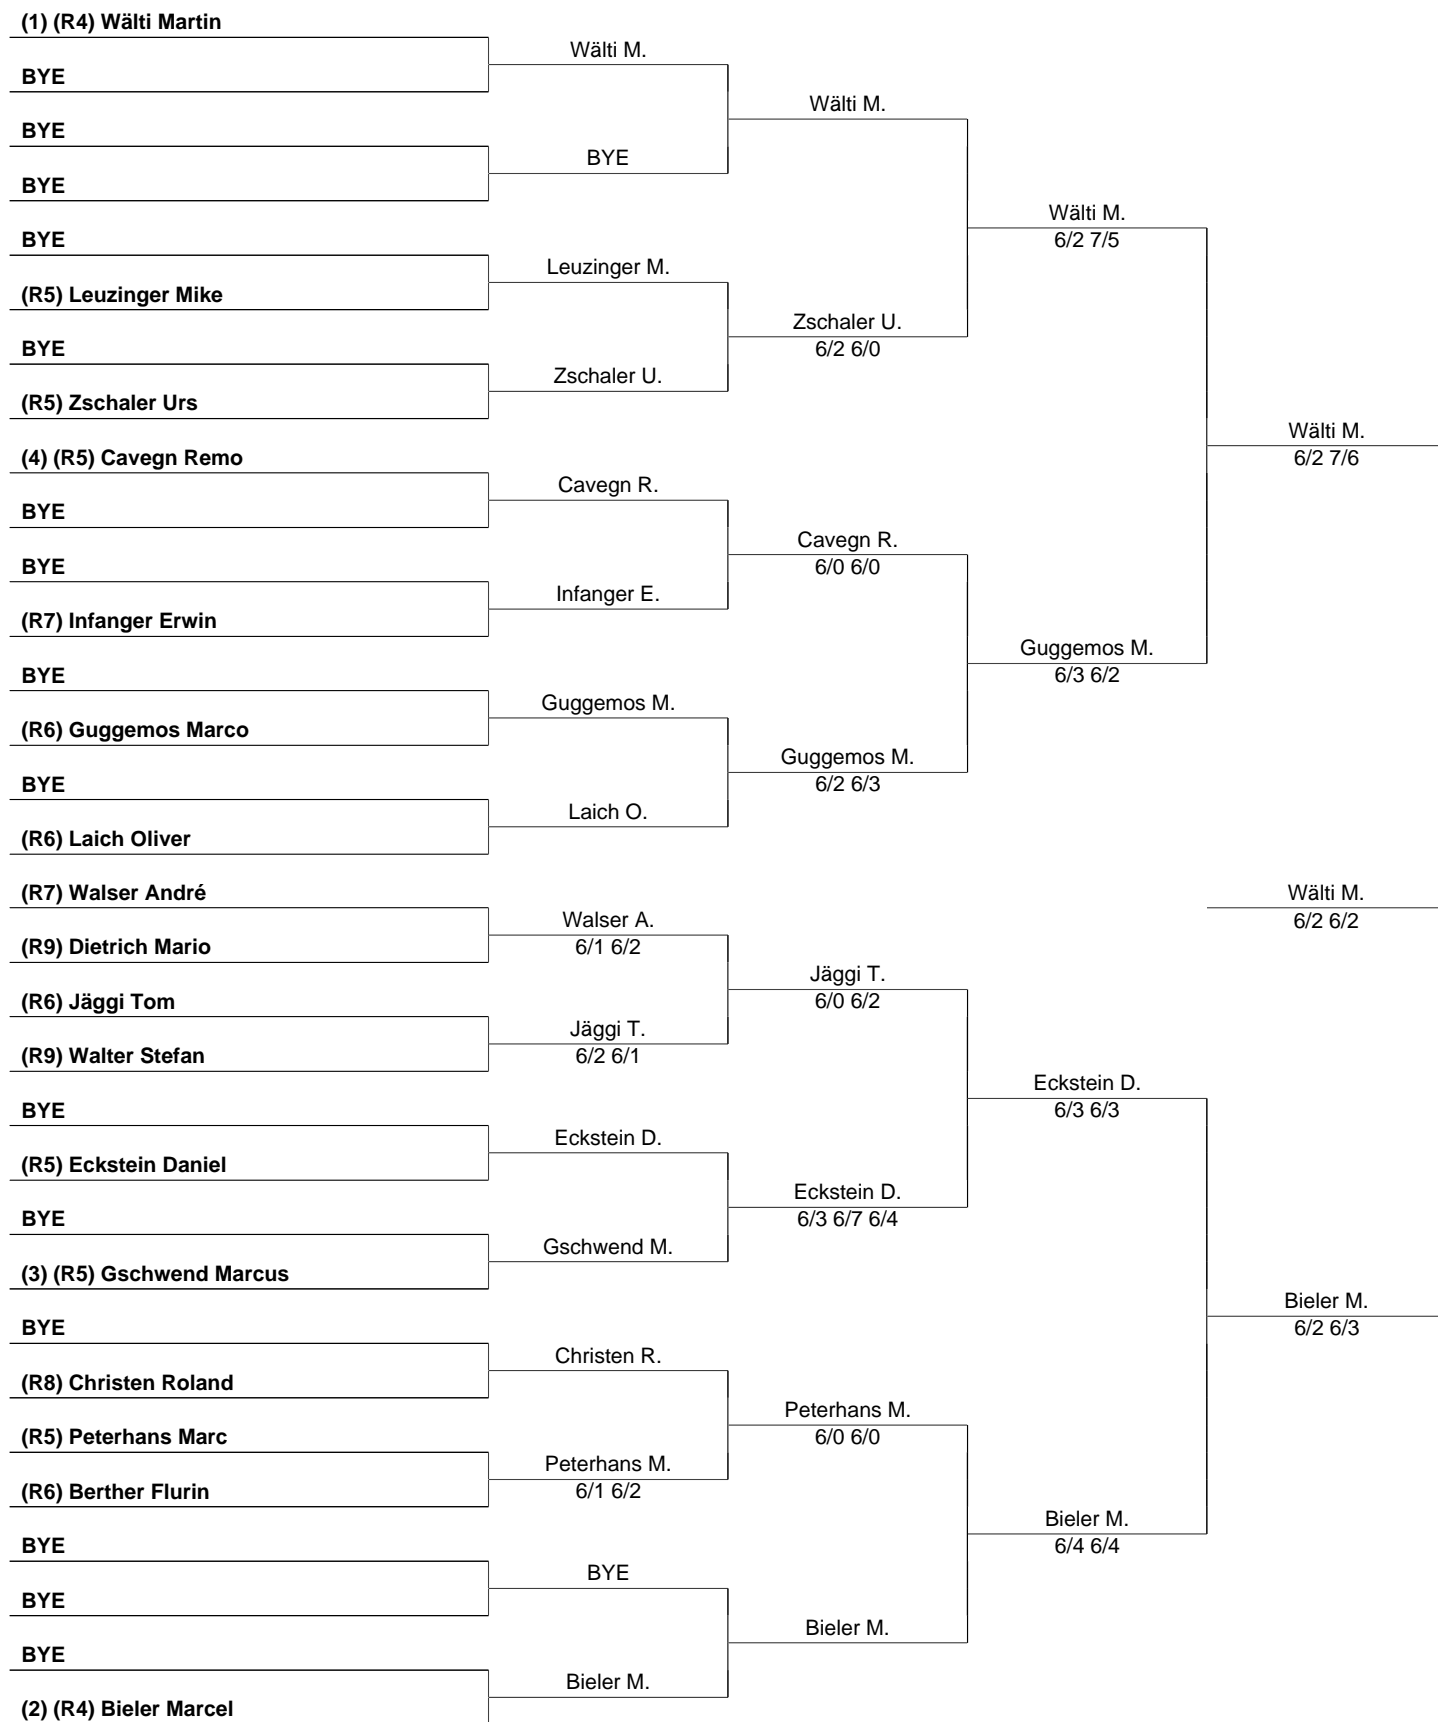 (1) (R4) Wälti Martin
BYE
BYE
BYE
BYE
(R5) Leuzinger Mike
BYE
(R5) Zschaler Urs
(4) (R5) Cavegn Remo
BYE
BYE
(R7) Infanger Erwin
BYE
(R6) Guggemos Marco
BYE
(R6) Laich Oliver
(R7) Walser André
(R9) Dietrich Mario
(R6) Jäggi Tom
(R9) Walter Stefan
BYE
(R5) Eckstein Daniel
BYE
(3) (R5) Gschwend Marcus
BYE
(R8) Christen Roland
(R5) Peterhans Marc
(R6) Berther Flurin
BYE
BYE
BYE
(2) (R4) Bieler Marcel
Wälti M.
BYE
Leuzinger M.
Zschaler U.
Cavegn R.
Infanger E.
Guggemos M.
Laich O.
Walser A.
6/1 6/2
Jäggi T.
6/2 6/1
Eckstein D.
Gschwend M.
Christen R.
Peterhans M.
6/1 6/2
BYE
Bieler M.
Wälti M.
Zschaler U.
6/2 6/0
Cavegn R.
6/0 6/0
Guggemos M.
6/2 6/3
Jäggi T.
6/0 6/2
Eckstein D.
6/3 6/7 6/4
Peterhans M.
6/0 6/0
Bieler M.
Wälti M.
6/2 7/5
Guggemos M.
6/3 6/2
Eckstein D.
6/3 6/3
Bieler M.
6/4 6/4
Wälti M.
6/2 7/6
Wälti M.
6/2 6/2
Bieler M.
6/2 6/3